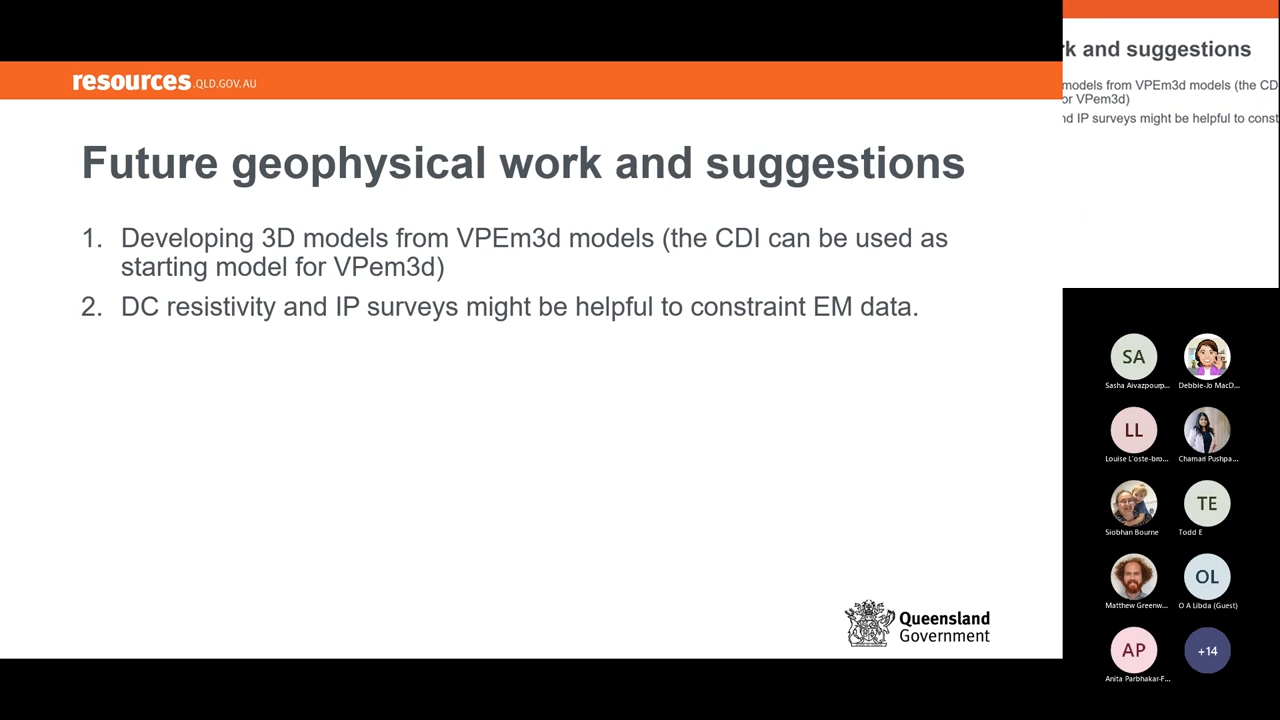 resources.QLD.GOV.AU
Future geophysical work and suggestions
1. Developing 3D models from VPEm3d models (the CDI can be used as
starting model for VPem3d)
2. DC resistivity and IP surveys might be helpful to constraint EM data.
Queensland
Government
rk and suggestions
models from VPEm3d models (the CD
or VPem3d)
nd IP surveys might be helpful to const
SA
Sasha Aivazpourp...
Debbie-Jo MacD...
LL
Louise L'oste-bro...
Chamari Pushpa...
Siobhan Bourne
TE
Todd E
Matthew Greenw...
OL
O A Libda (Guest)
AP
Anita Parbhakar-F...
+14